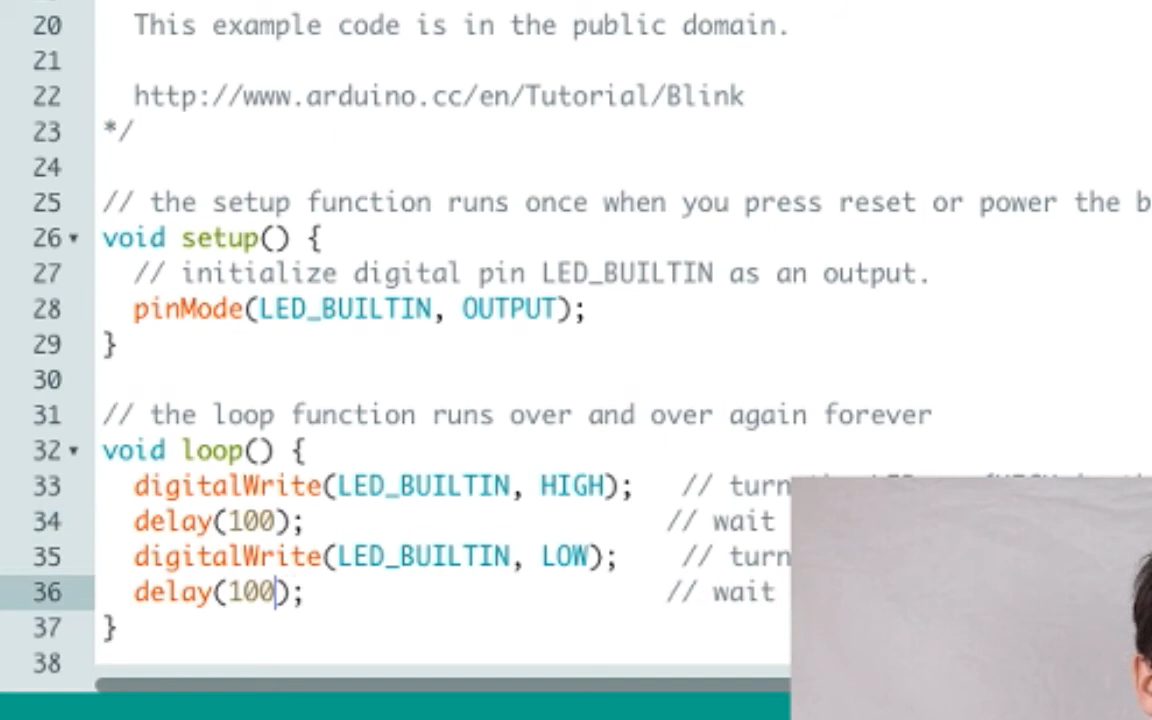 20 This example code is in the public domain.
21
22 http://www.arduino.cc/en/Tutorial/Blink
23 */
24
25 // the setup function runs once when you press reset or power the b
26 void setup() {
27 // initialize digital pin LED_BUILTIN as an output.
28 pinMode(LED_BUILTIN, OUTPUT);
29 }
30
31 // the loop function runs over and over again forever
32 void loop() {
33 digitalWrite(LED_BUILTIN, HIGH); // turn
34 delay(100); // wait
35 digitalWrite(LED_BUILTIN, LOW); // turn
36 delay(100); // wait
37 }
38